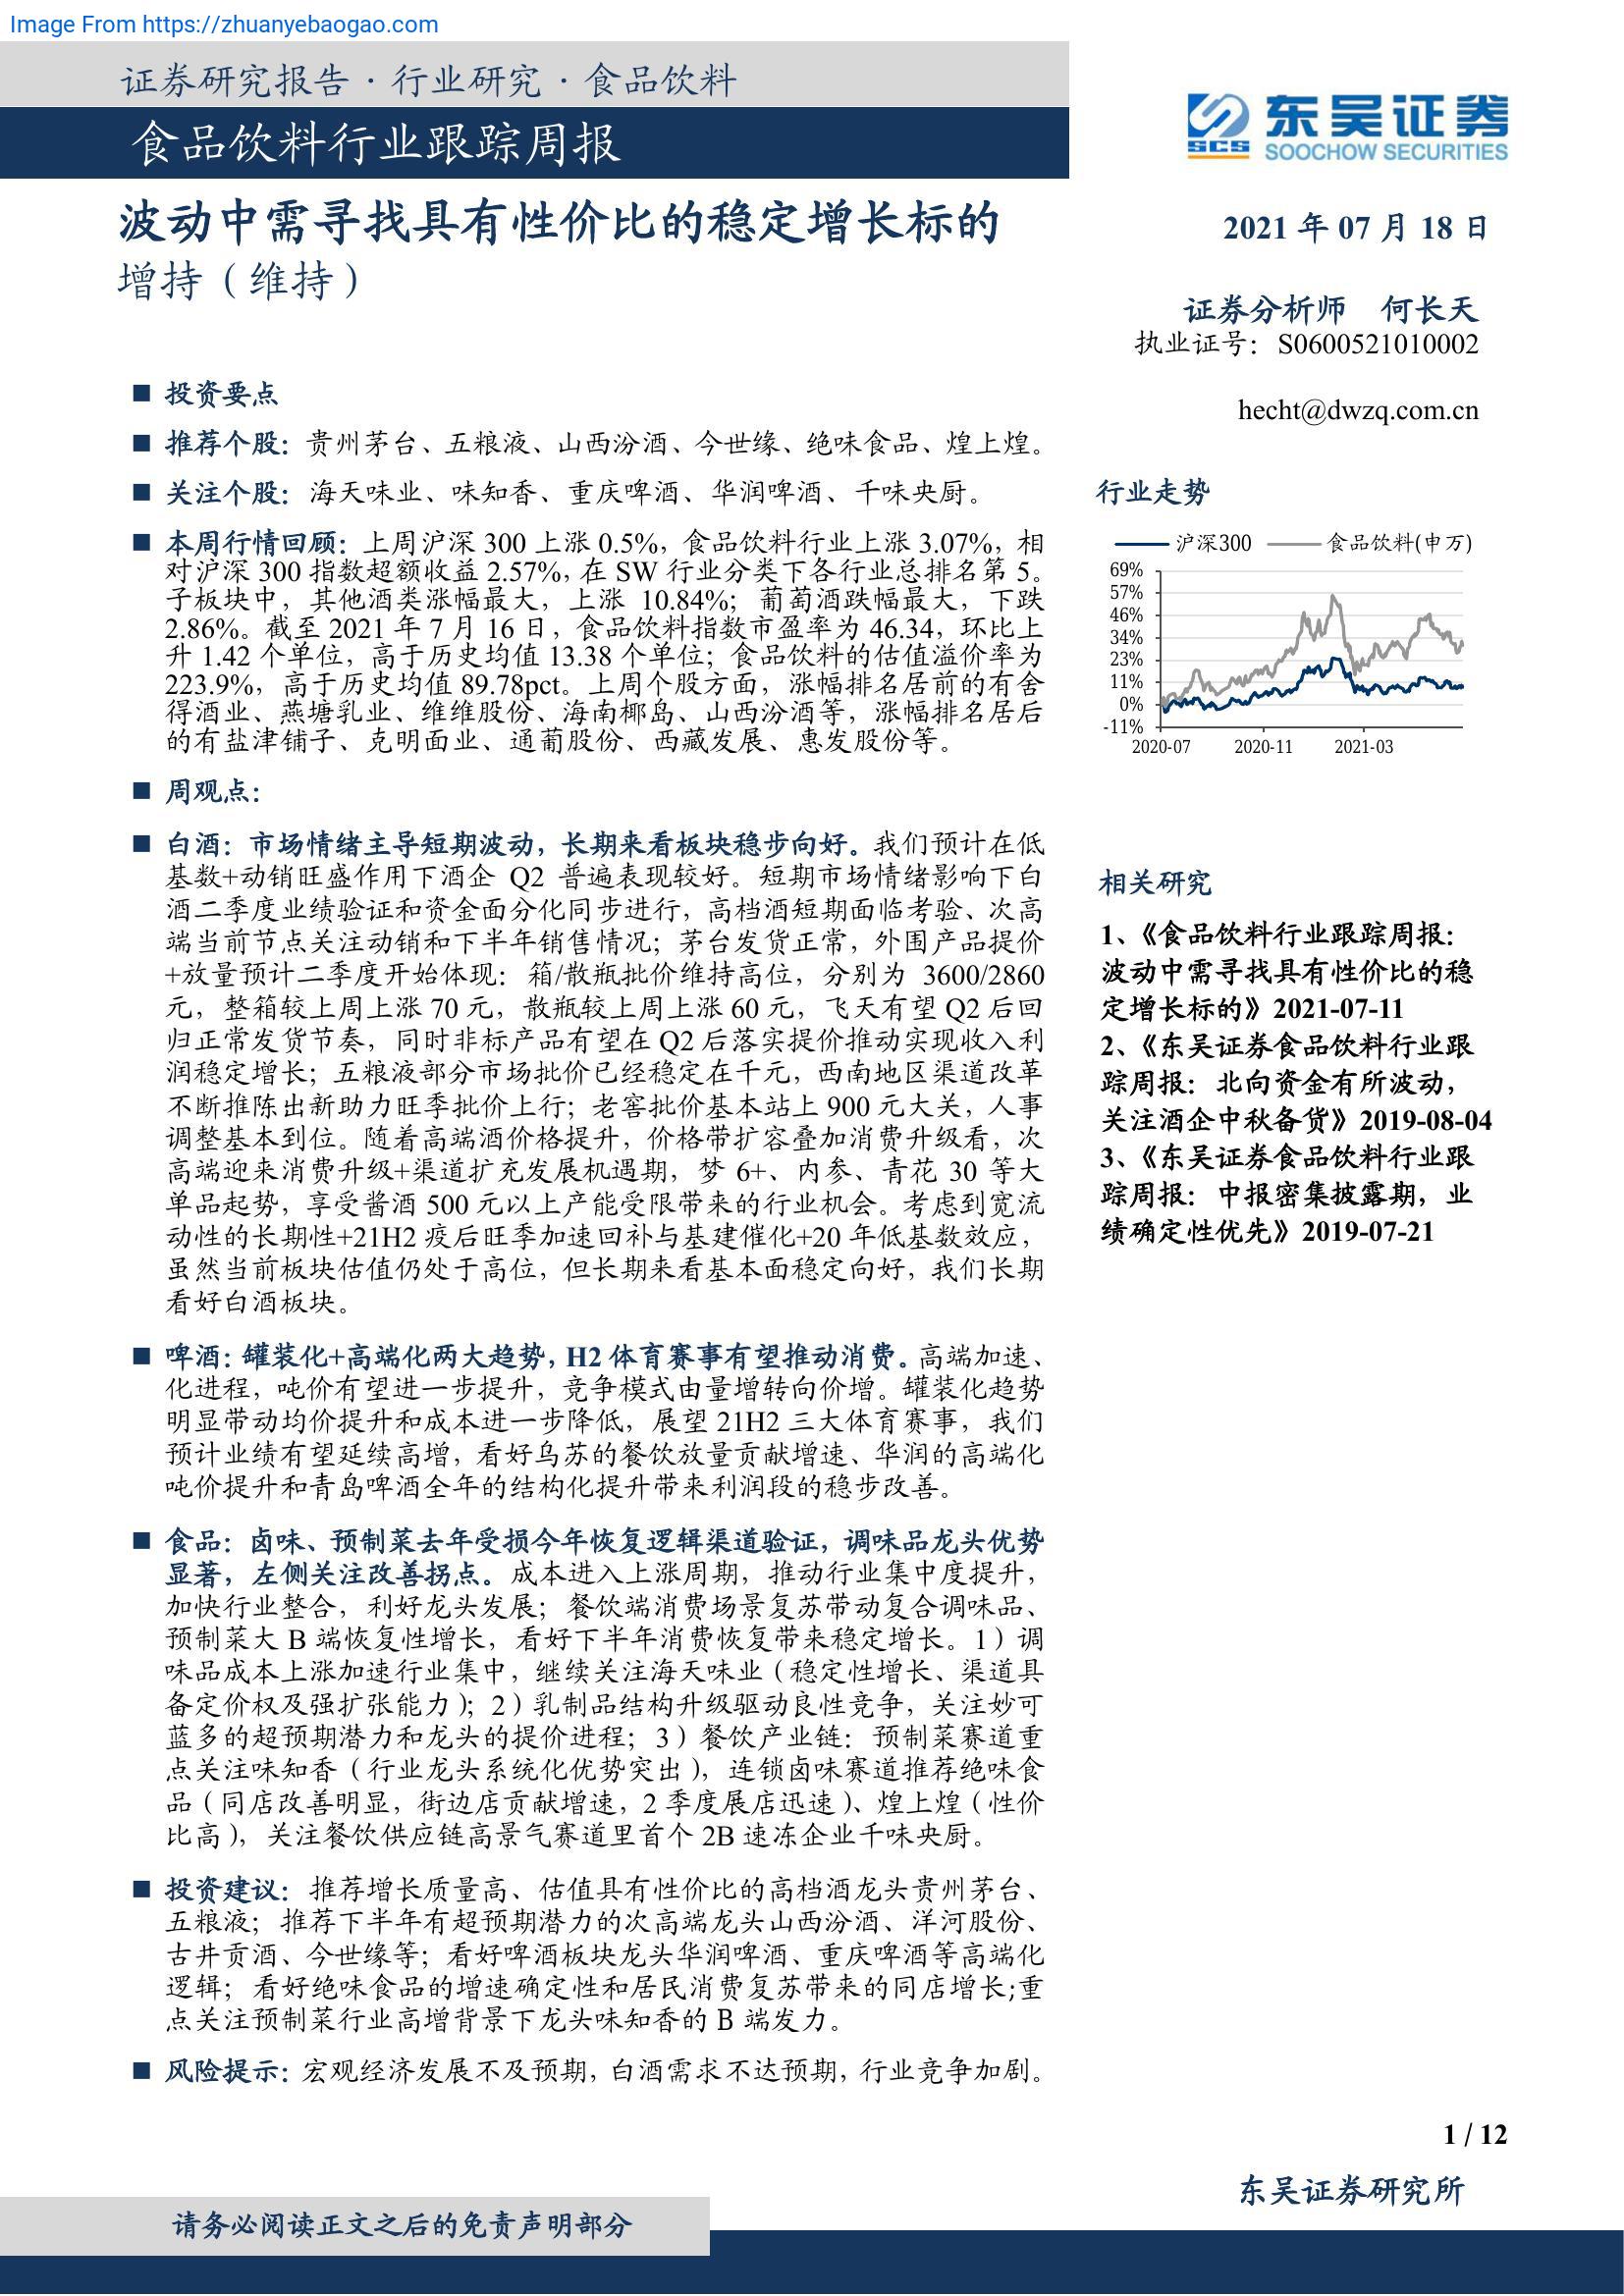 Image From https://zhuanyebaogao.com
证券研究报告·行业研究·食品饮料
食品饮料行业跟踪周报
东吴证券
SCS SOOCHOW SECURITIES
波动中需寻找具有性价比的稳定增长标的
增持（维持）
2021 年 07 月 18 日
证券分析师 何长天
执业证号：S0600521010002
hecht@dwzq.com.cn
■ 投资要点
■ 推荐个股：贵州茅台、五粮液、山西汾酒、今世缘、绝味食品、煌上煌。
■ 关注个股：海天味业、味知香、重庆啤酒、华润啤酒、千味央厨。
■ 本周行情回顾：上周沪深 300 上涨 0.5%，食品饮料行业上涨 3.07%，相
对沪深 300 指数超额收益 2.57%，在 SW 行业分类下各行业总排名第 5。
子板块中，其他酒类涨幅最大，上涨 10.84%；葡萄酒跌幅最大，下跌
2.86%。截至 2021 年 7 月 16 日，食品饮料指数市盈率为 46.34，环比上
升 1.42 个单位，高于历史均值 13.38 个单位；食品饮料的估值溢价率为
223.9%，高于历史均值 89.78pct。上周个股方面，涨幅排名居前的有舍
得酒业、燕塘乳业、维维股份、海南椰岛、山西汾酒等，涨幅排名居后
的有盐津铺子、克明面业、通葡股份、西藏发展、惠发股份等。
■ 周观点：
■ 白酒：市场情绪主导短期波动，长期来看板块稳步向好。我们预计在低
基数+动销旺盛作用下酒企 Q2 普遍表现较好。短期市场情绪影响下白
酒二季度业绩验证和资金面分化同步进行，高档酒短期面临考验、次高
端当前节点关注动销和下半年销售情况；茅台发货正常，外围产品提价
+放量预计二季度开始体现：箱/散瓶批价维持高位，分别为 3600/2860
元，整箱较上周上涨 70 元，散瓶较上周上涨 60 元，飞天有望 Q2 后回
归正常发货节奏，同时非标产品有望在 Q2 后落实提价推动实现收入利
润稳定增长；五粮液部分市场批价已经稳定在千元，西南地区渠道改革
不断推陈出新助力旺季批价上行；老窖批价基本站上 900 元大关，人事
调整基本到位。随着高端酒价格提升，价格带扩容叠加消费升级看，次
高端迎来消费升级+渠道扩充发展机遇期，梦 6+、内参、青花 30 等大
单品起势，享受酱酒 500 元以上产能受限带来的行业机会。考虑到宽流
动性的长期性+21H2 疫后旺季加速回补与基建催化+20 年低基数效应，
虽然当前板块估值仍处于高位，但长期来看基本面稳定向好，我们长期
看好白酒板块。
■ 啤酒：罐装化+高端化两大趋势，H2 体育赛事有望推动消费。高端加速、
化进程，吨价有望进一步提升，竞争模式由量增转向价增。罐装化趋势
明显带动均价提升和成本进一步降低，展望 21H2 三大体育赛事，我们
预计业绩有望延续高增，看好乌苏的餐饮放量贡献增速、华润的高端化
吨价提升和青岛啤酒全年的结构化提升带来利润段的稳步改善。
■ 食品：卤味、预制菜去年受损今年恢复逻辑渠道验证，调味品龙头优势
显著，左侧关注改善拐点。成本进入上涨周期，推动行业集中度提升，
加快行业整合，利好龙头发展；餐饮端消费场景复苏带动复合调味品、
预制菜大 B 端恢复性增长，看好下半年消费恢复带来稳定增长。1）调
味品成本上涨加速行业集中，继续关注海天味业（稳定性增长、渠道具
备定价权及强扩张能力）；2）乳制品结构升级驱动良性竞争，关注妙可
蓝多的超预期潜力和龙头的提价进程；3）餐饮产业链：预制菜赛道重
点关注味知香（行业龙头系统化优势突出），连锁卤味赛道推荐绝味食
品（同店改善明显，街边店贡献增速，2 季度展店迅速）、煌上煌（性价
比高），关注餐饮供应链高景气赛道里首个 2B 速冻企业千味央厨。
■ 投资建议：推荐增长质量高、估值具有性价比的高档酒龙头贵州茅台、
五粮液；推荐下半年有超预期潜力的次高端龙头山西汾酒、洋河股份、
古井贡酒、今世缘等；看好啤酒板块龙头华润啤酒、重庆啤酒等高端化
逻辑；看好绝味食品的增速确定性和居民消费复苏带来的同店增长;重
点关注预制菜行业高增背景下龙头味知香的 B 端发力。
■ 风险提示：宏观经济发展不及预期，白酒需求不达预期，行业竞争加剧。
行业走势
沪深300 食品饮料(申万)
69%
57%
46%
34%
23%
11%
0%
-11%
2020-07 2020-11 2021-03
相关研究
1、《食品饮料行业跟踪周报：
波动中需寻找具有性价比的稳
定增长标的》2021-07-11
2、《东吴证券食品饮料行业跟
踪周报：北向资金有所波动，
关注酒企中秋备货》2019-08-04
3、《东吴证券食品饮料行业跟
踪周报：中报密集披露期，业
绩确定性优先》2019-07-21
1 / 12
东吴证券研究所
请务必阅读正文之后的免责声明部分